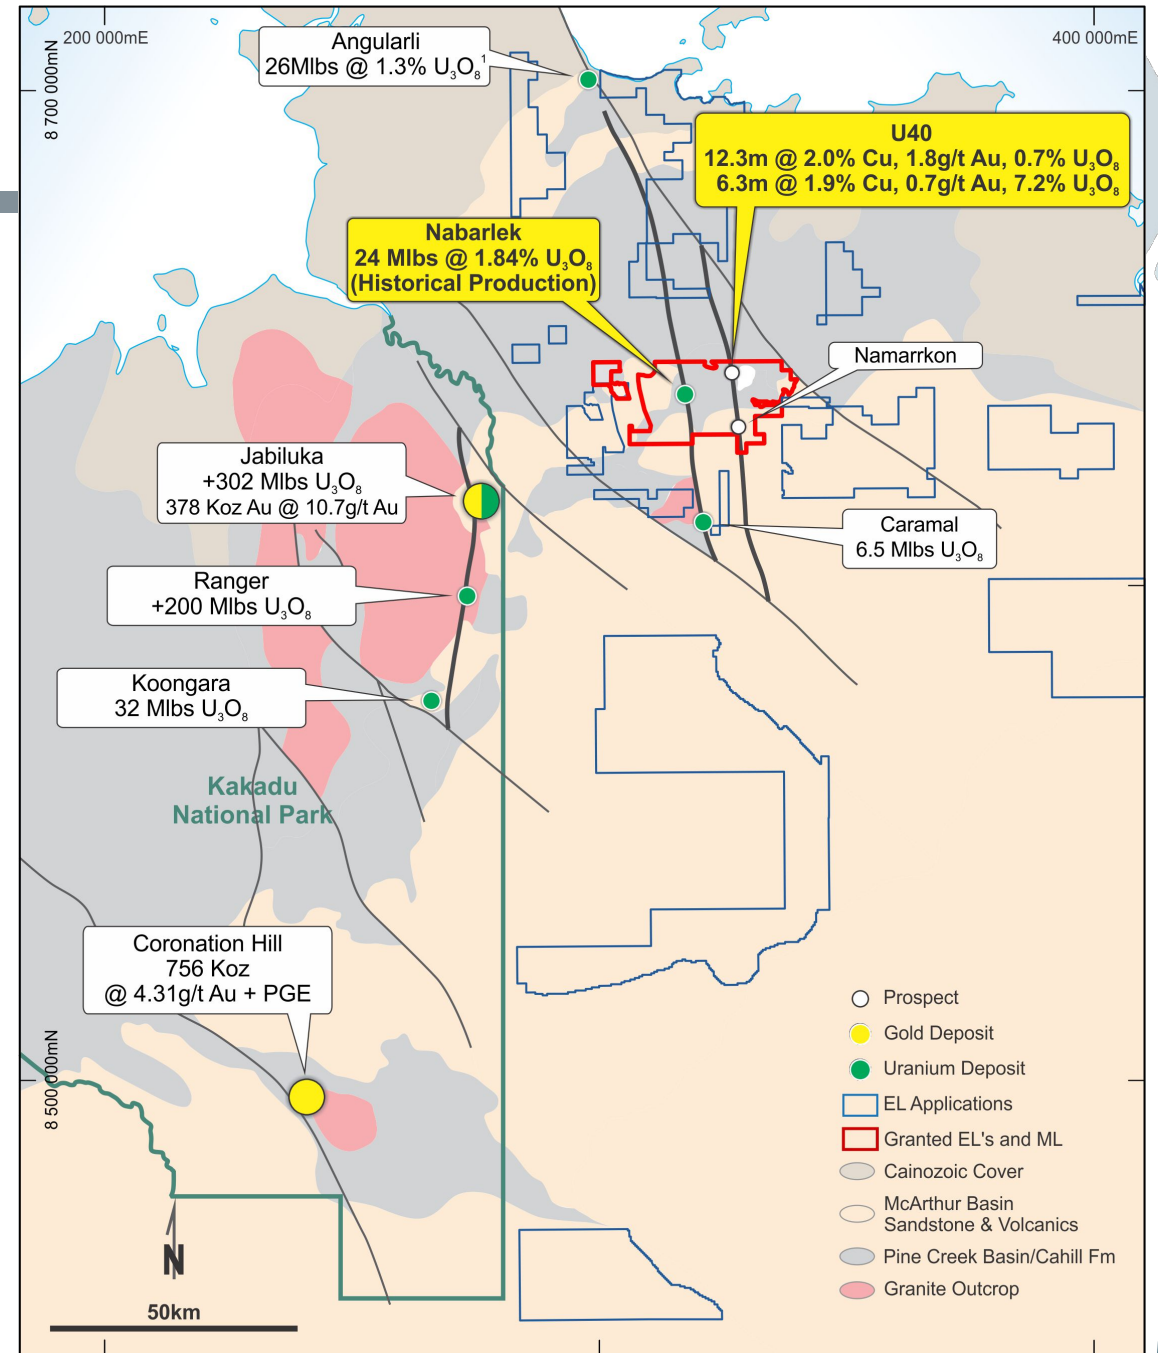 200 000mE
400 000mE
8 700 000mN
Angularli
26Mlbs @ 1.3% U₃O₈¹
U40
12.3m @ 2.0% Cu, 1.8g/t Au, 0.7% U₃O₈
6.3m @ 1.9% Cu, 0.7g/t Au, 7.2% U₃O₈
Nabarlek
24 Mlbs @ 1.84% U₃O₈
(Historical Production)
Namarrkon
Jabiluka
+302 Mlbs U₃O₈
378 Koz Au @ 10.7g/t Au
Caramal
6.5 Mlbs U₃O₈
Ranger
+200 Mlbs U₃O₈
Koongara
32 Mlbs U₃O₈
Kakadu
National Park
Coronation Hill
756 Koz
@ 4.31g/t Au + PGE
8 500 000mN
Prospect
Gold Deposit
Uranium Deposit
EL Applications
Granted EL's and ML
Cainozoic Cover
McArthur Basin
Sandstone & Volcanics
Pine Creek Basin/Cahill Fm
Granite Outcrop
N
50km